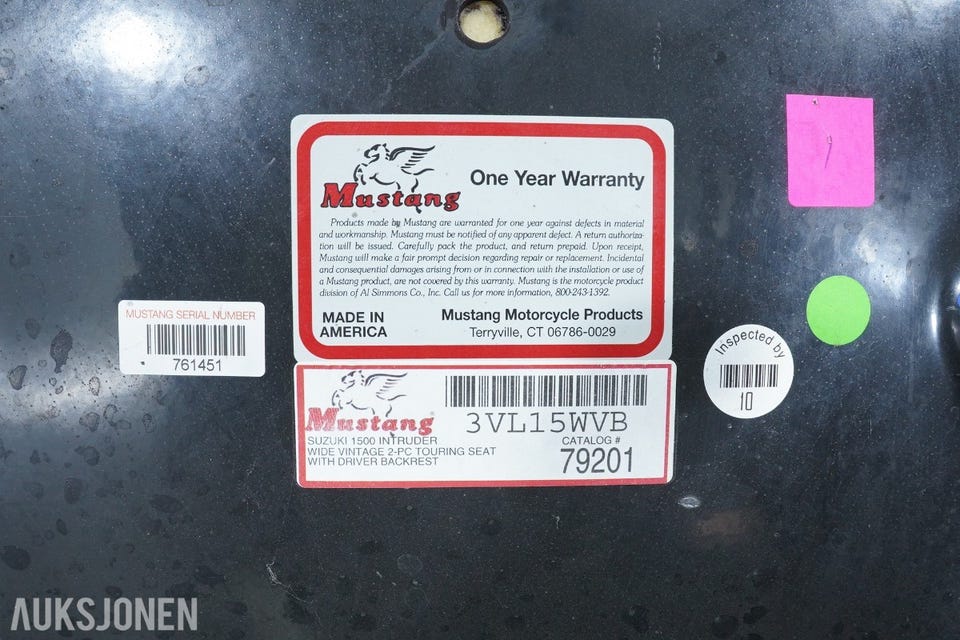 Mustang
One Year Warranty
Products made by Mustang are warranted for one year against defects in material
and workmanship. Mustang must be notified of any apparent defect. A return authoriza-
tion will be issued. Carefully pack the product, and return prepaid. Upon receipt,
Mustang will make a fair prompt decision regarding repair or replacement. Incidental
and consequential damages arising from or in connection with the installation or use of
a Mustang product, are not covered by this warranty. Mustang is the motorcycle product
division of Al Simmons Co., Inc. Call us for more information, 800-243-1392.
MADE IN
AMERICA
Mustang Motorcycle Products
Terryville, CT 06786-0029
MUSTANG SERIAL NUMBER
761451
Inspected by
10
Mustang
3VL15WVB
SUZUKI 1500 INTRUDER
WIDE VINTAGE 2-PC TOURING SEAT
WITH DRIVER BACKREST
CATALOG #
79201
AUKSJONEN